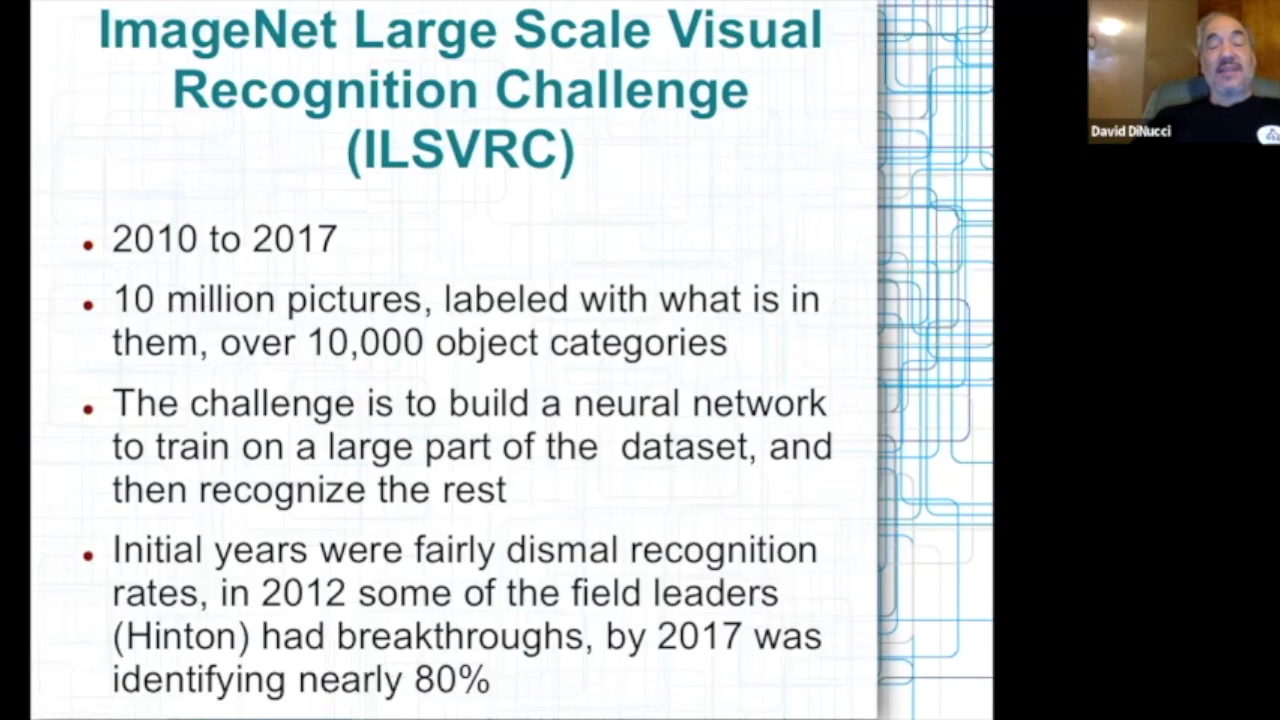 ImageNet Large Scale Visual
Recognition Challenge
(ILSVRC)
2010 to 2017
10 million pictures, labeled with what is in
them, over 10,000 object categories
The challenge is to build a neural network
to train on a large part of the  dataset, and
then recognize the rest
Initial years were fairly dismal recognition
rates, in 2012 some of the field leaders
(Hinton) had breakthroughs, by 2017 was
identifying nearly 80%
David DiNucci